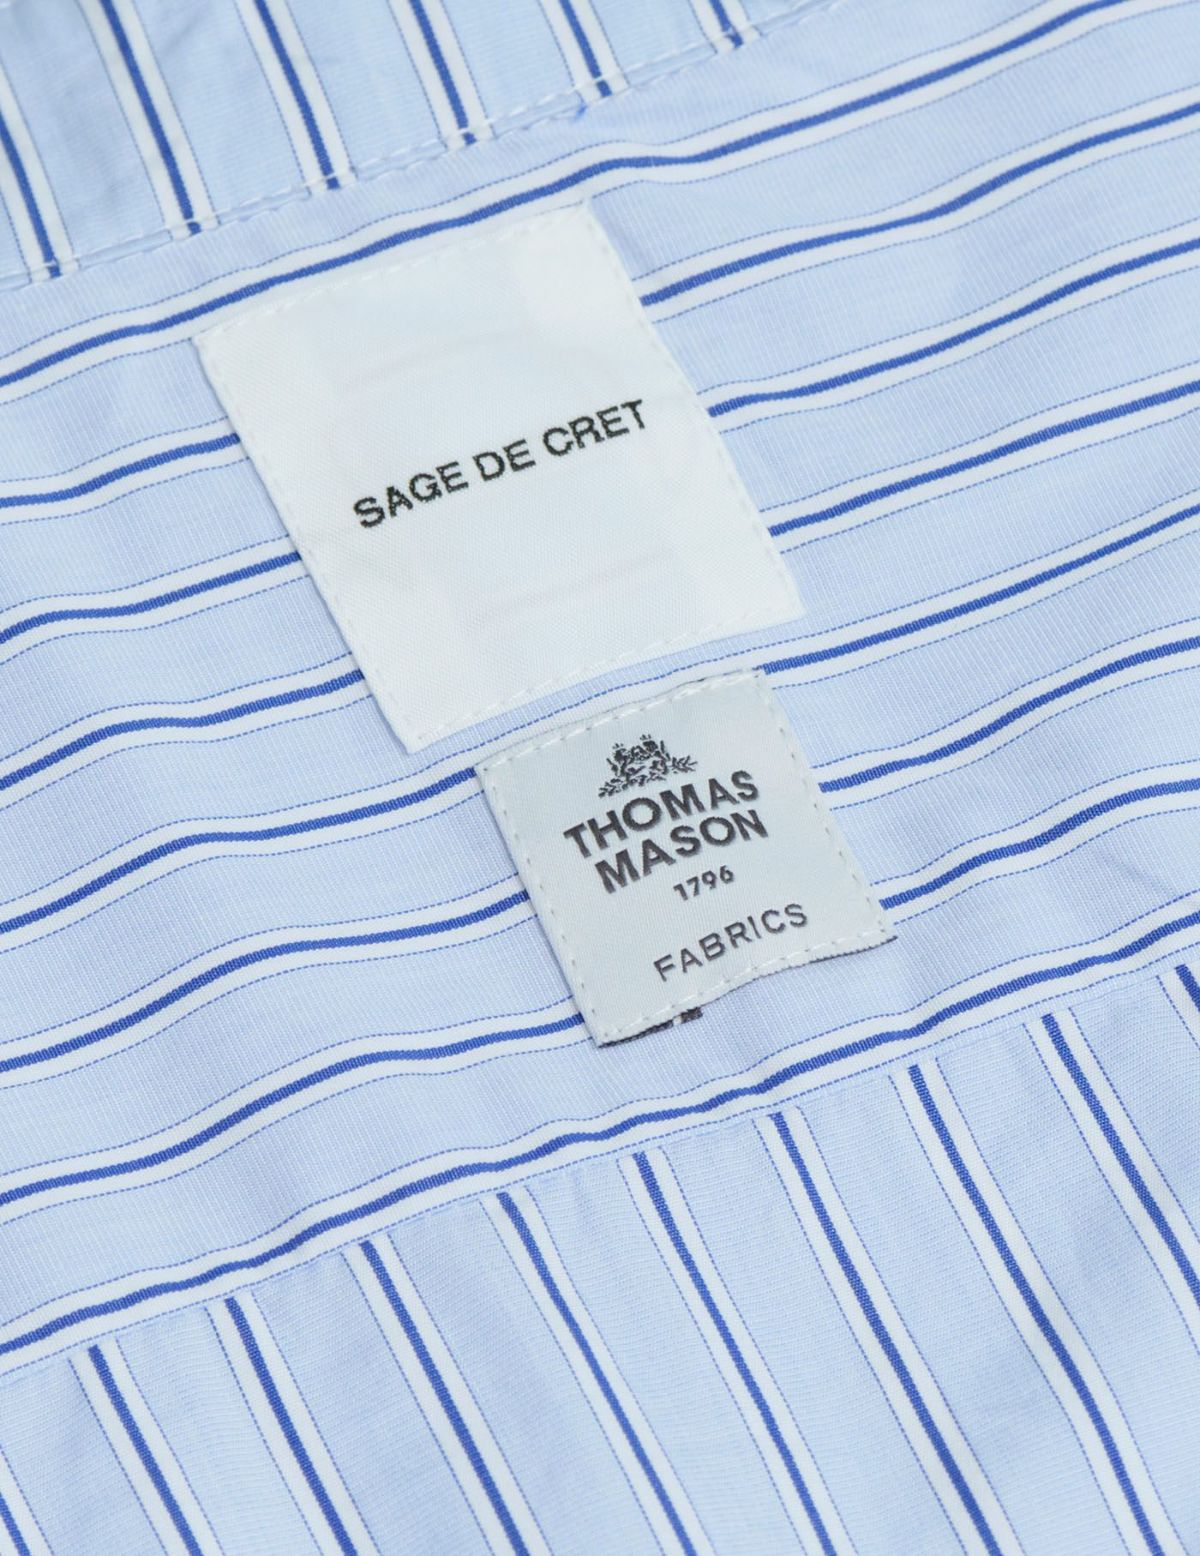 SAGE DE CRET
THOMAS
MASON
1796
FABRICS